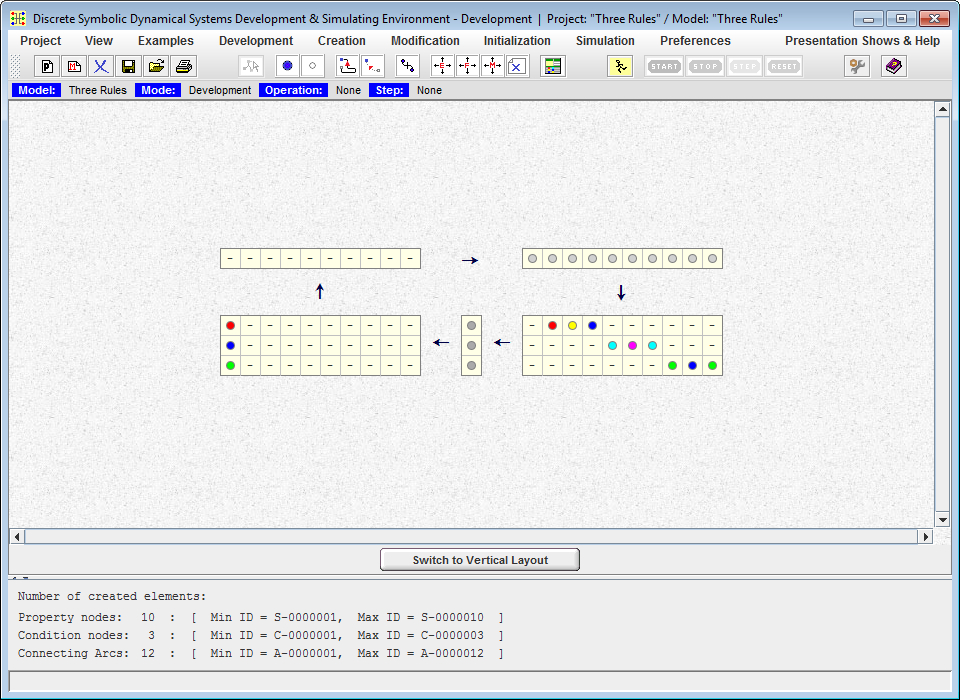 Discrete Symbolic Dynamical Systems Development & Simulating Environment - Development | Project: "Three Rules" / Model: "Three Rules"
Project View Examples Development Creation Modification Initialization Simulation Preferences Presentation Shows & Help
START STOP STEP RESET
Model: Three Rules Mode: Development Operation: None Step: None
Switch to Vertical Layout
Number of created elements:
Property nodes: 10 : [ Min ID = S-0000001, Max ID = S-0000010 ]
Condition nodes: 3 : [ Min ID = C-0000001, Max ID = C-0000003 ]
Connecting Arcs: 12 : [ Min ID = A-0000001, Max ID = A-0000012 ]